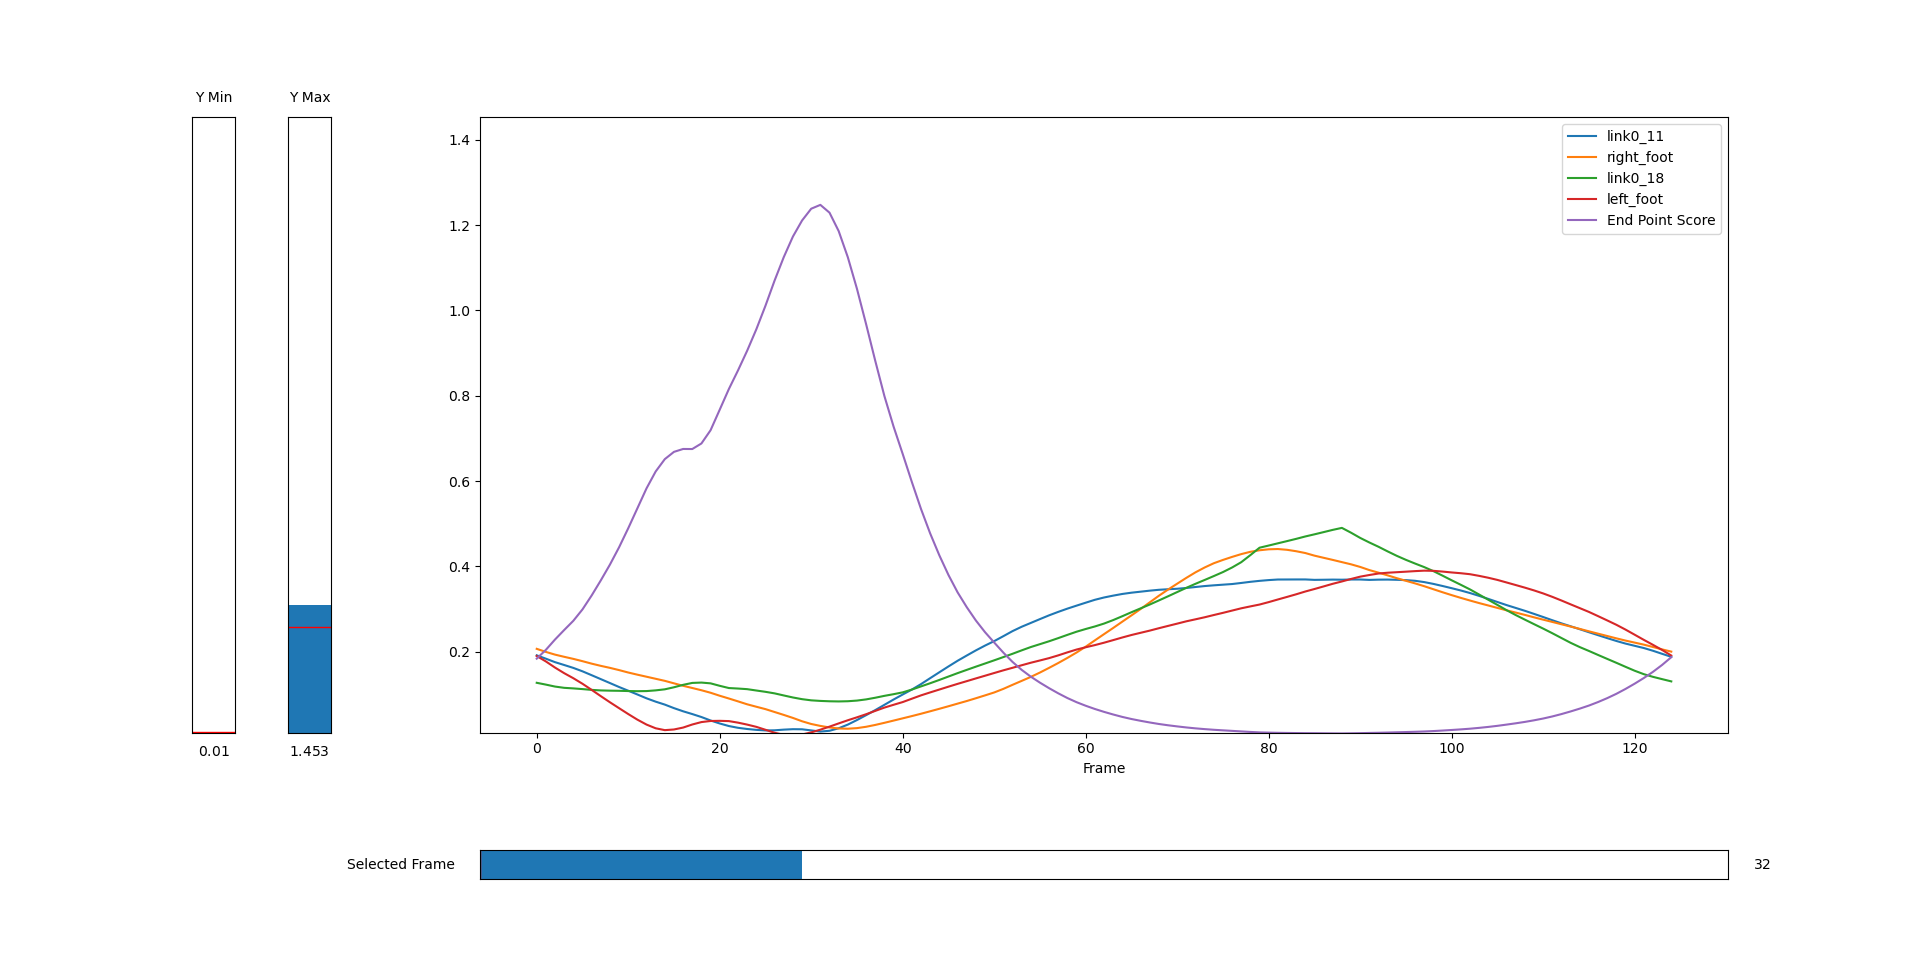 Y Min
Y Max
0.01
1.453
1.4
1.2
1.0
0.8
0.6
0.4
0.2
link0_11
right_foot
link0_18
left_foot
End Point Score
0
20
40
60
80
100
120
Frame
Selected Frame
32